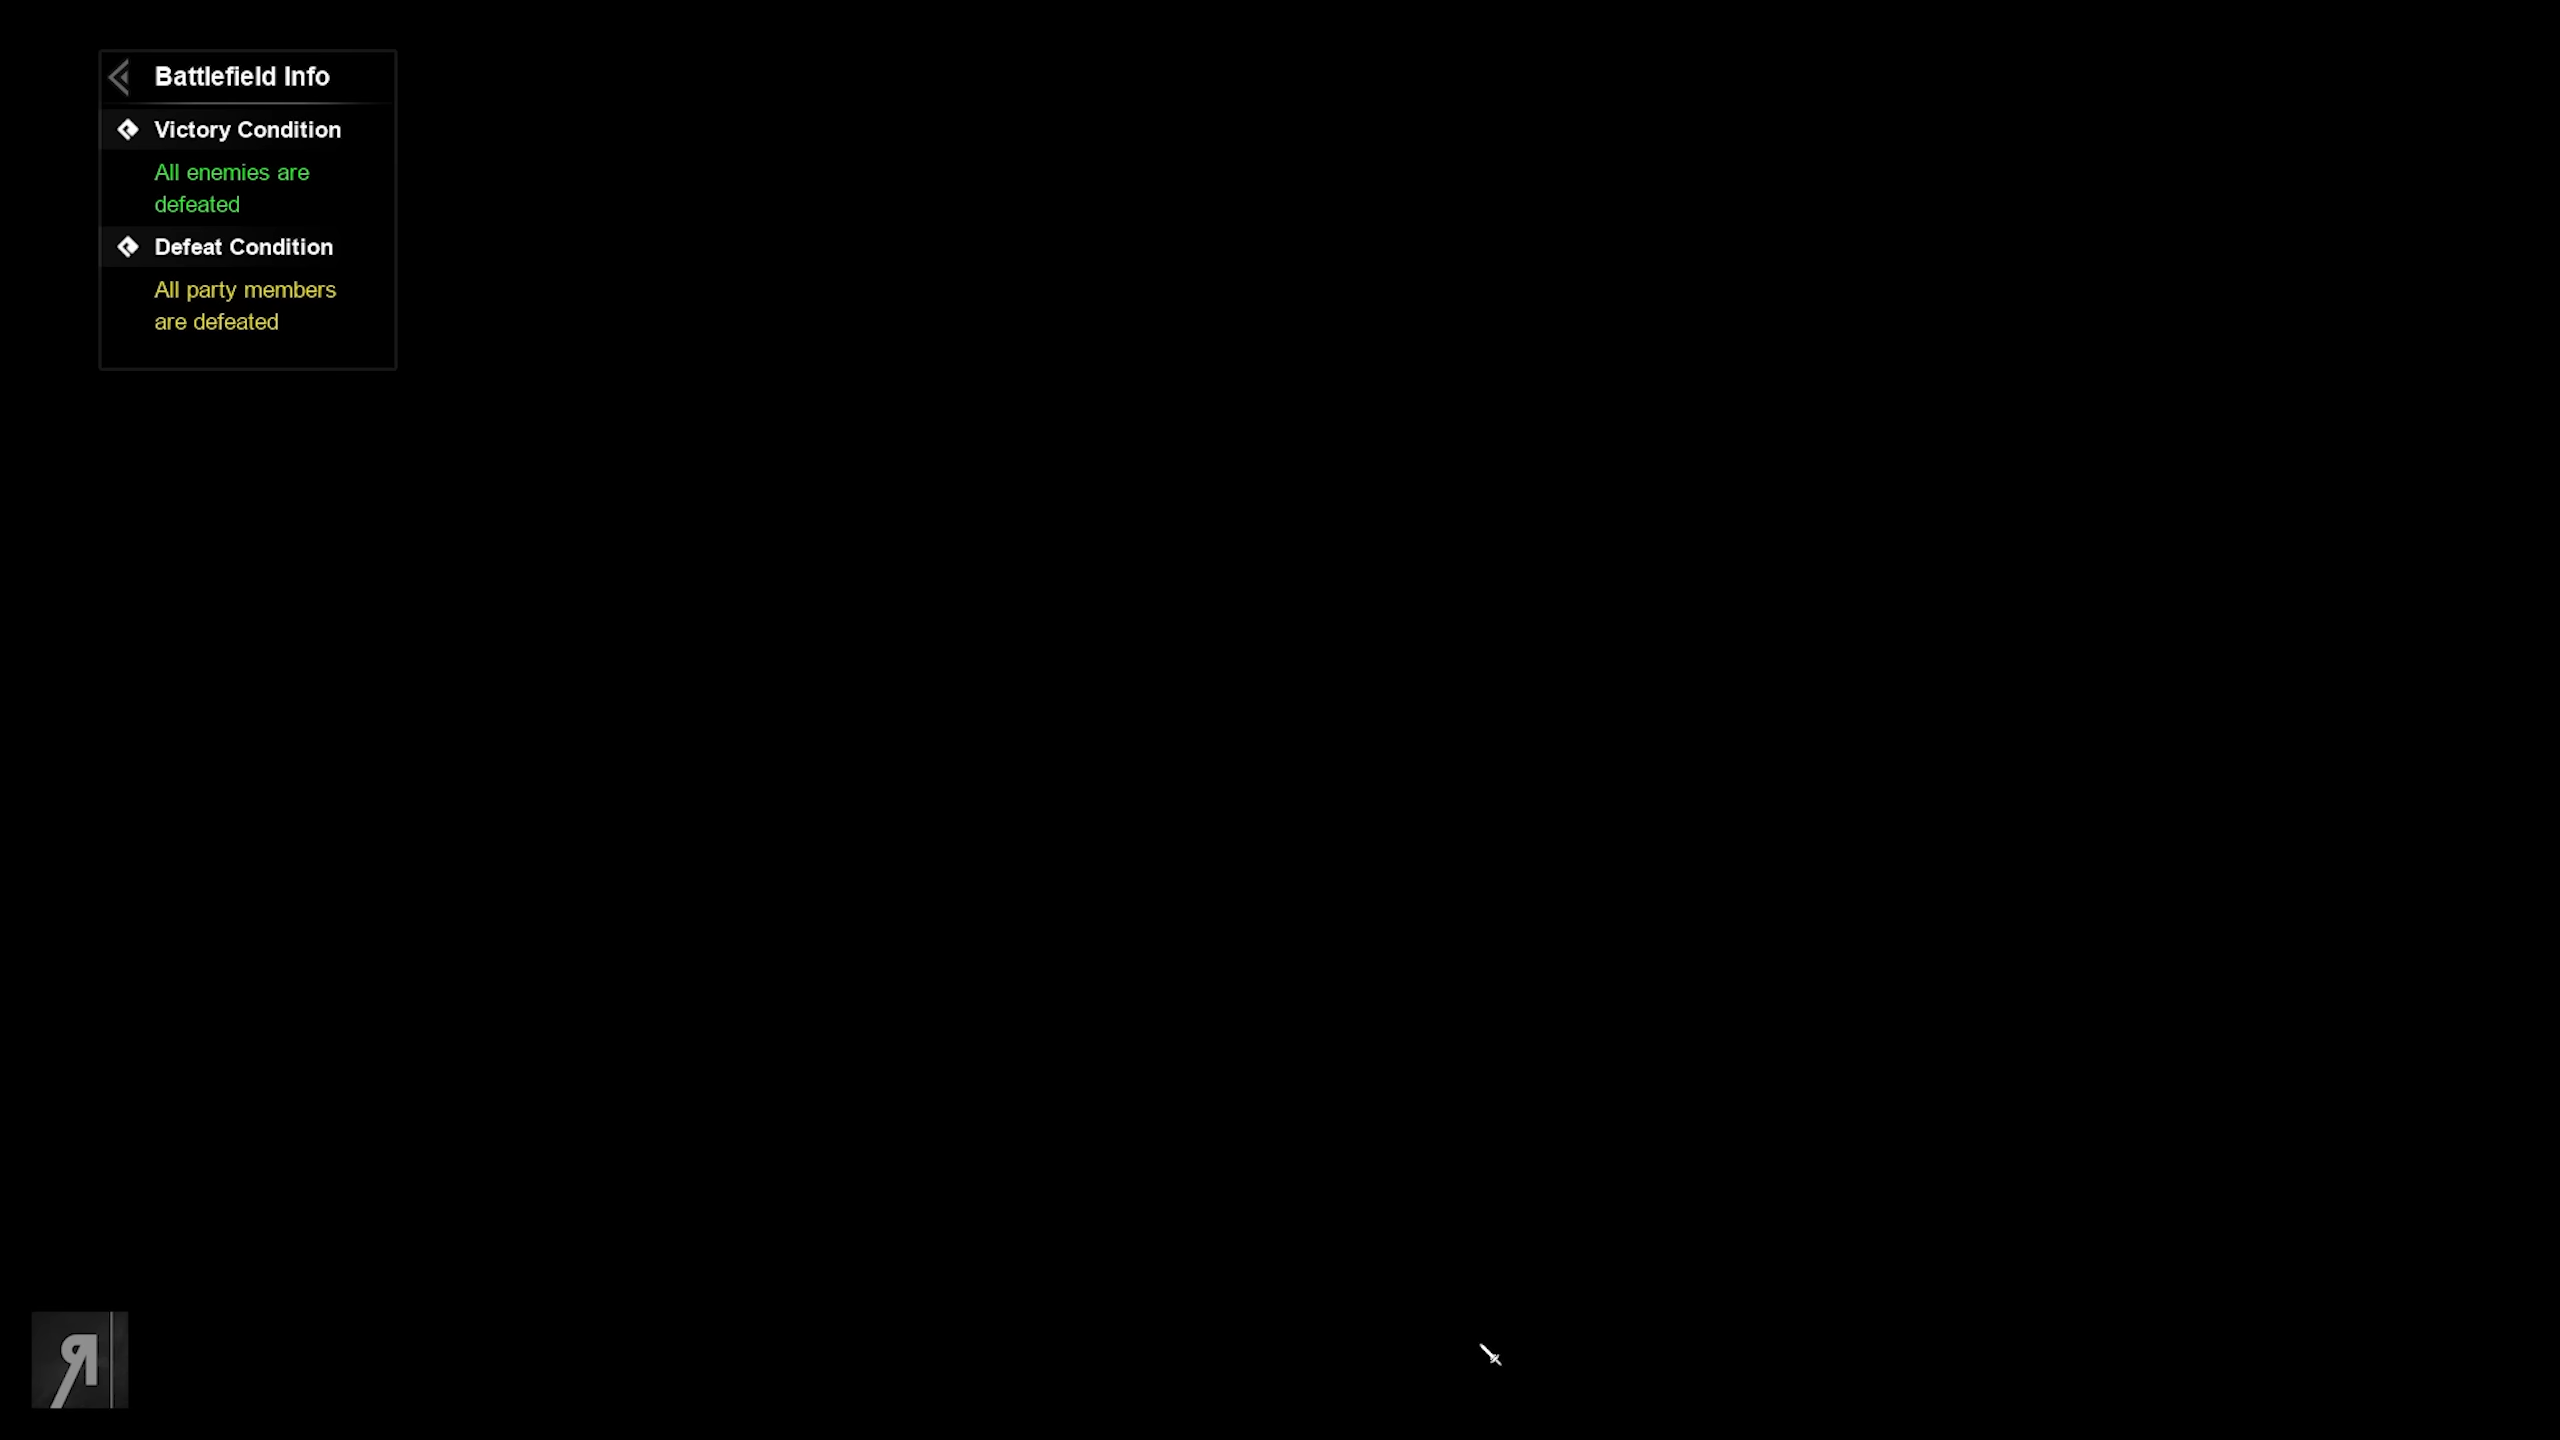 Battlefield Info
Victory Condition
All enemies are
defeated
Defeat Condition
All party members
are defeated